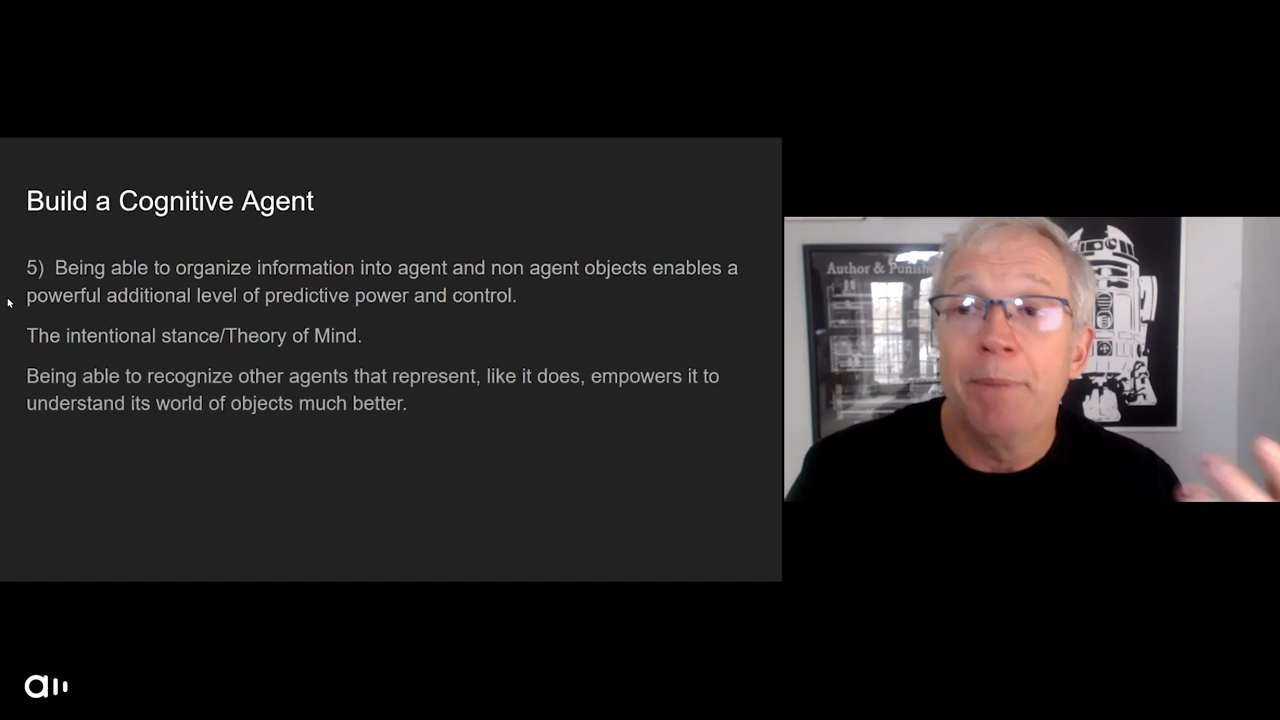 Build a Cognitive Agent
5) Being able to organize information into agent and non agent objects enables a
powerful additional level of predictive power and control.
The intentional stance/Theory of Mind.
Being able to recognize other agents that represent, like it does, empowers it to
understand its world of objects much better.
Author &